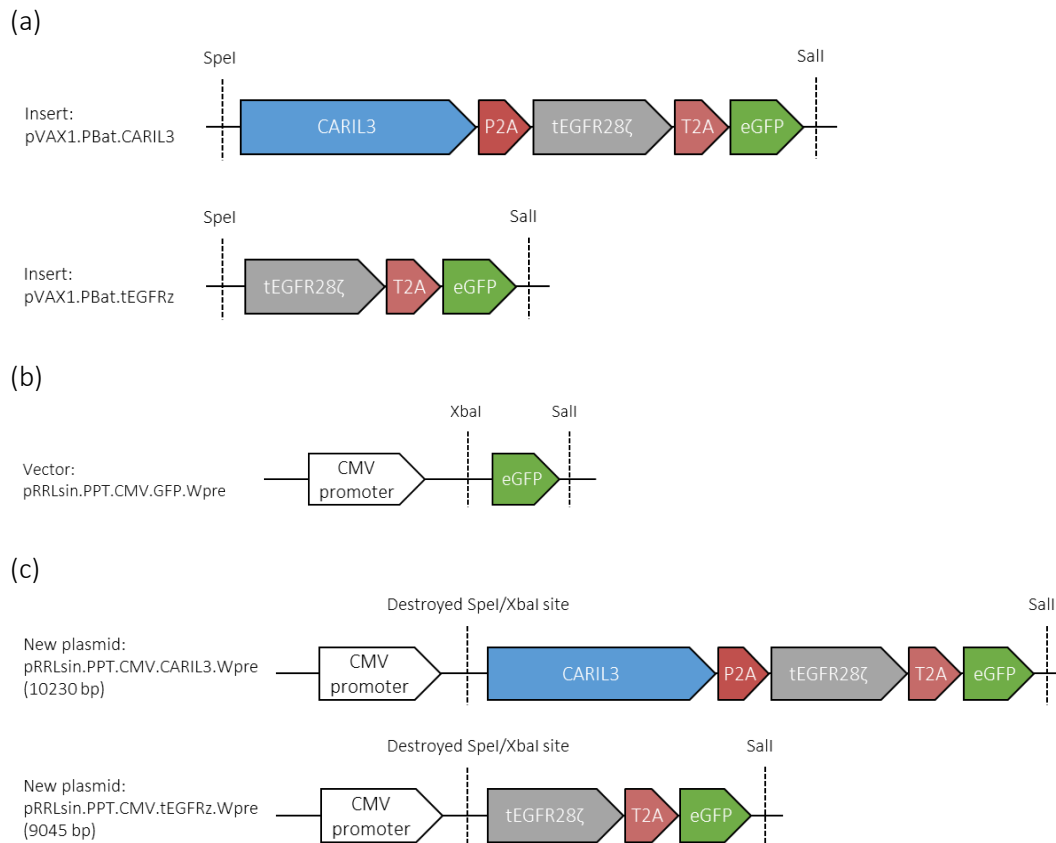 (a)
SpeI
SalI
Insert:
pVAX1.PBat.CARIL3
CARIL3
P2A
tEGFR28ζ
T2A
eGFP
SpeI
SalI
Insert:
pVAX1.PBat.tEGFRz
tEGFR28ζ
T2A
eGFP
(b)
XbaI
SalI
Vector:
pRRLsin.PPT.CMV.GFP.Wpre
CMV
promoter
eGFP
(c)
Destroyed SpeI/XbaI site
SalI
New plasmid:
pRRLsin.PPT.CMV.CARIL3.Wpre
(10230 bp)
CMV
promoter
CARIL3
P2A
tEGFR28ζ
T2A
eGFP
Destroyed SpeI/XbaI site
SalI
New plasmid:
pRRLsin.PPT.CMV.tEGFRz.Wpre
(9045 bp)
CMV
promoter
tEGFR28ζ
T2A
eGFP